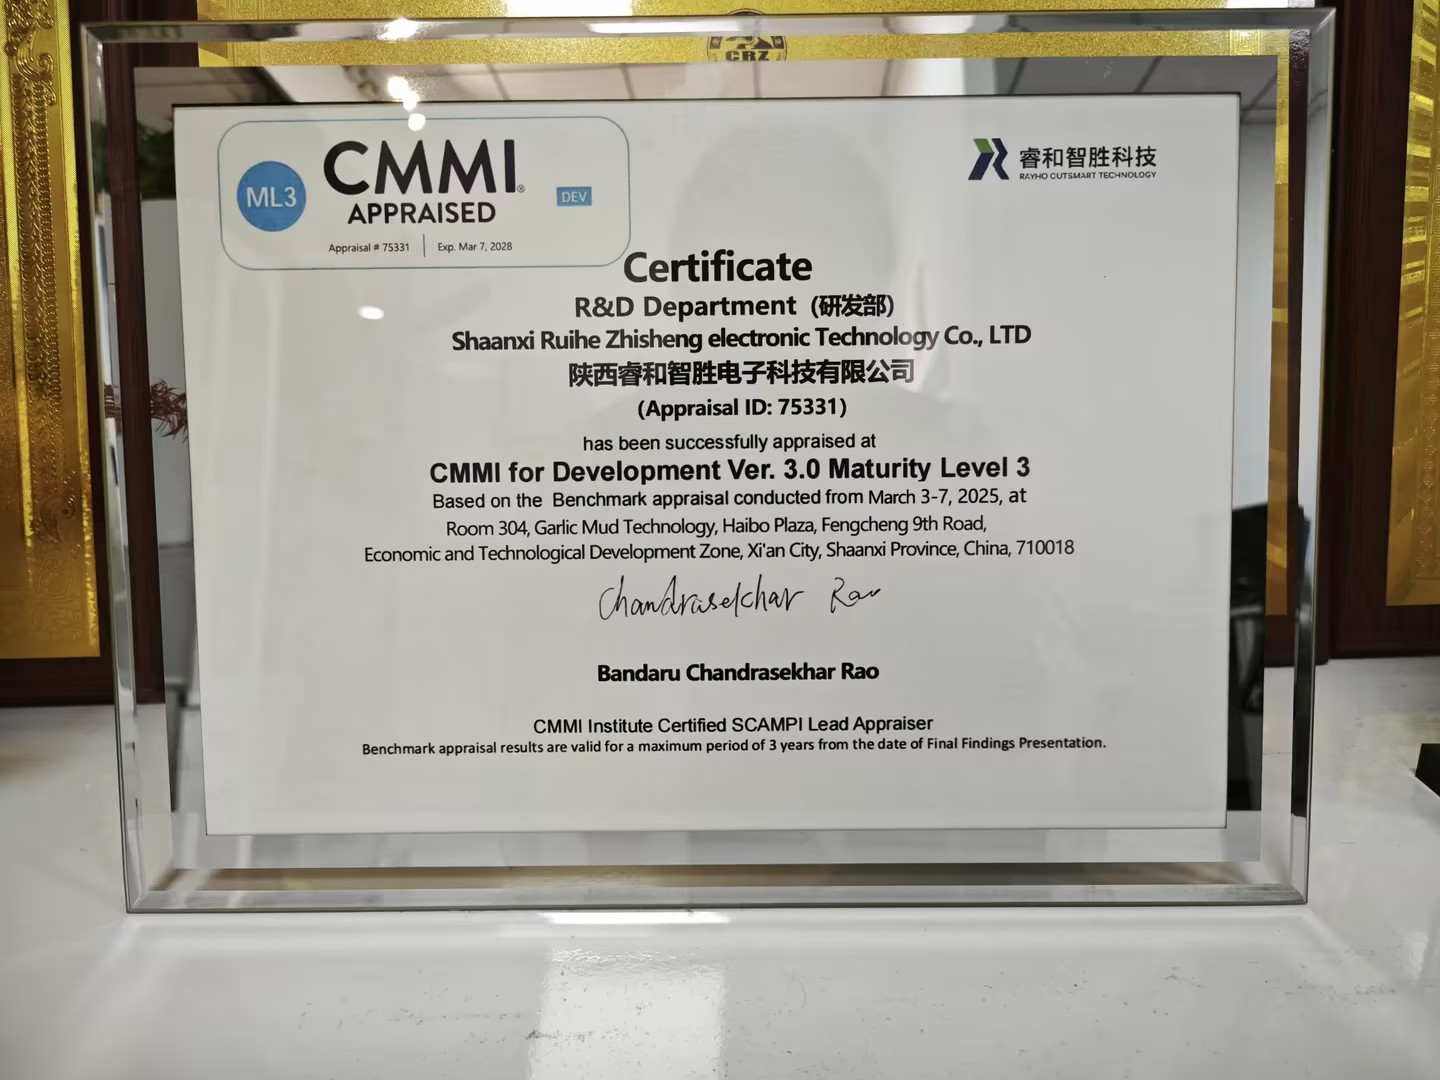 CRZ
ML3
CMMI®
APPRAISED
DEV
Appraisal # 75331 | Exp. Mar 7, 2028
睿和智胜科技
RAYHO OUTSMART TECHNOLOGY
Certificate
R&D Department (研发部)
Shaanxi Ruihe Zhisheng electronic Technology Co., LTD
陕西睿和智胜电子科技有限公司
(Appraisal ID: 75331)
has been successfully appraised at
CMMI for Development Ver. 3.0 Maturity Level 3
Based on the Benchmark appraisal conducted from March 3-7, 2025, at
Room 304, Garlic Mud Technology, Haibo Plaza, Fengcheng 9th Road,
Economic and Technological Development Zone, Xi'an City, Shaanxi Province, China, 710018
Chandrasekhar Rao
Bandaru Chandrasekhar Rao
CMMI Institute Certified SCAMPI Lead Appraiser
Benchmark appraisal results are valid for a maximum period of 3 years from the date of Final Findings Presentation.